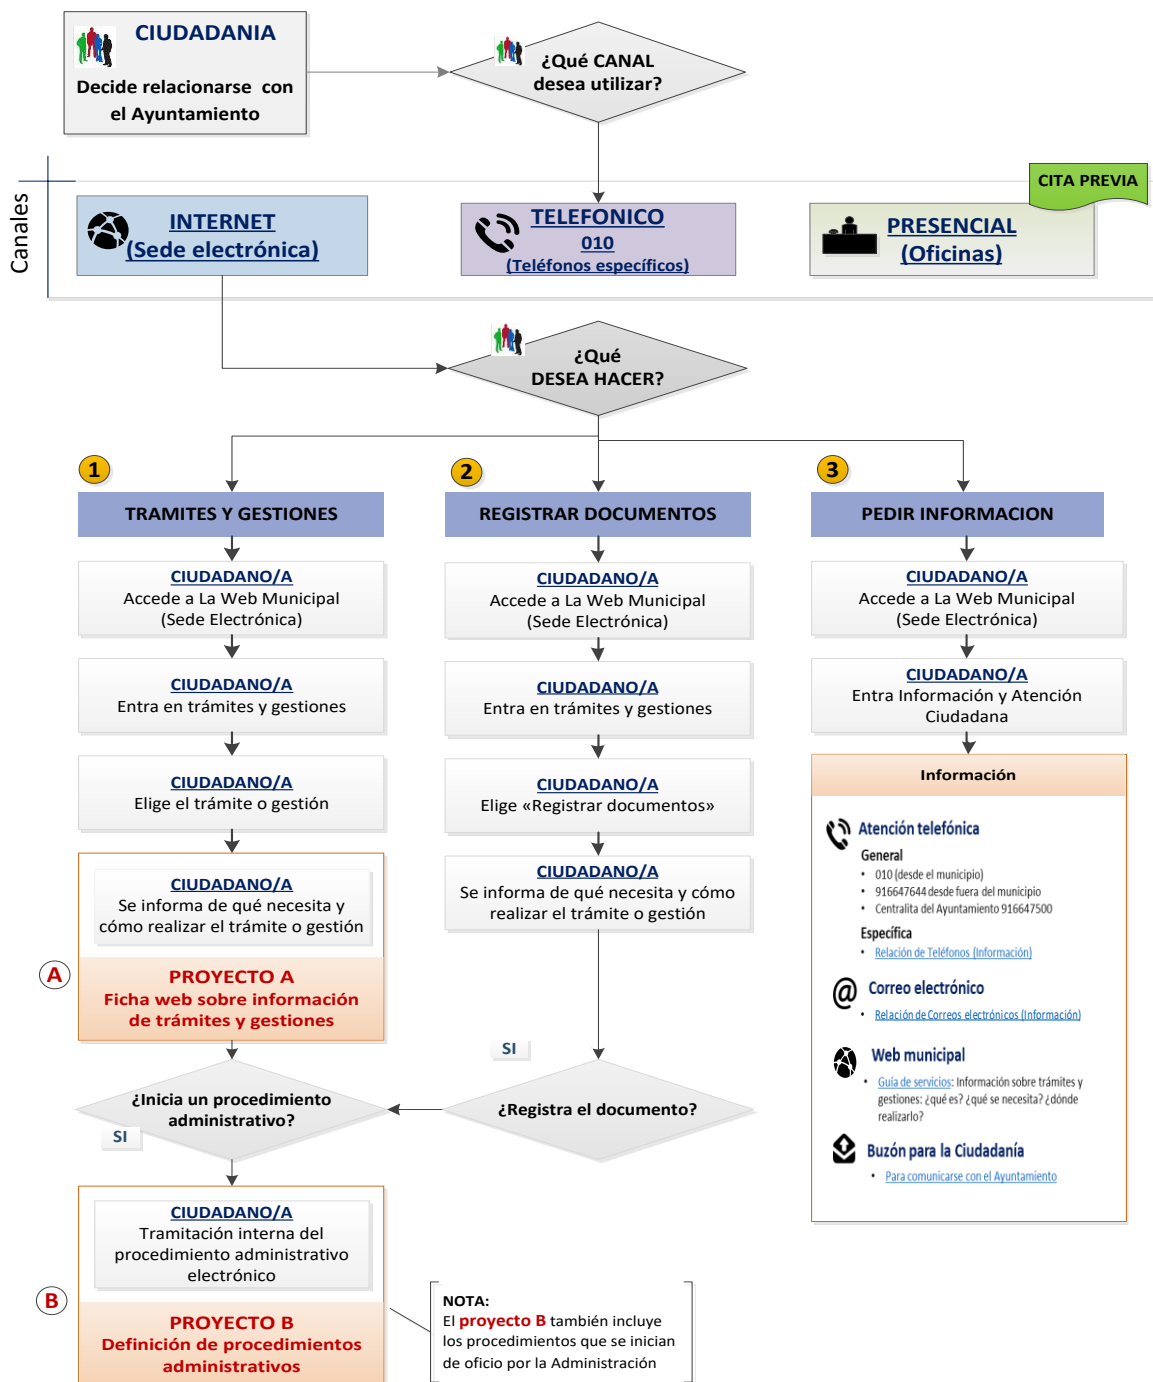 CIUDADANIA
Decide relacionarse con
el Ayuntamiento
¿Qué CANAL
desea utilizar?
Canales
CITA PREVIA
INTERNET
(Sede electrónica)
TELEFONICO
010
(Teléfonos específicos)
PRESENCIAL
(Oficinas)
¿Qué
DESEA HACER?
1
TRAMITES Y GESTIONES
CIUDADANO/A
Accede a La Web Municipal
(Sede Electrónica)
CIUDADANO/A
Entra en trámites y gestiones
CIUDADANO/A
Elige el trámite o gestión
CIUDADANO/A
Se informa de qué necesita y
cómo realizar el trámite o gestión
A
PROYECTO A
Ficha web sobre información
de trámites y gestiones
¿Inicia un procedimiento
administrativo?
SI
CIUDADANO/A
Tramitación interna del
procedimiento administrativo
electrónico
B
PROYECTO B
Definición de procedimientos
administrativos
2
REGISTRAR DOCUMENTOS
CIUDADANO/A
Accede a La Web Municipal
(Sede Electrónica)
CIUDADANO/A
Entra en trámites y gestiones
CIUDADANO/A
Elige «Registrar documentos»
CIUDADANO/A
Se informa de qué necesita y cómo
realizar el trámite o gestión
SI
¿Registra el documento?
NOTA:
El proyecto B también incluye
los procedimientos que se inician
de oficio por la Administración
3
PEDIR INFORMACION
CIUDADANO/A
Accede a La Web Municipal
(Sede Electrónica)
CIUDADANO/A
Entra Información y Atención
Ciudadana
Información
Atención telefónica
General
• 010 (desde el municipio)
• 916647644 desde fuera del municipio
• Centralita del Ayuntamiento 916647500
Específica
• Relación de Teléfonos (Información)
@ Correo electrónico
• Relación de Correos electrónicos (Información)
Web municipal
• Guía de servicios: Información sobre trámites y
gestiones: ¿qué es? ¿qué se necesita? ¿dónde
realizarlo?
Buzón para la Ciudadanía
• Para comunicarse con el Ayuntamiento